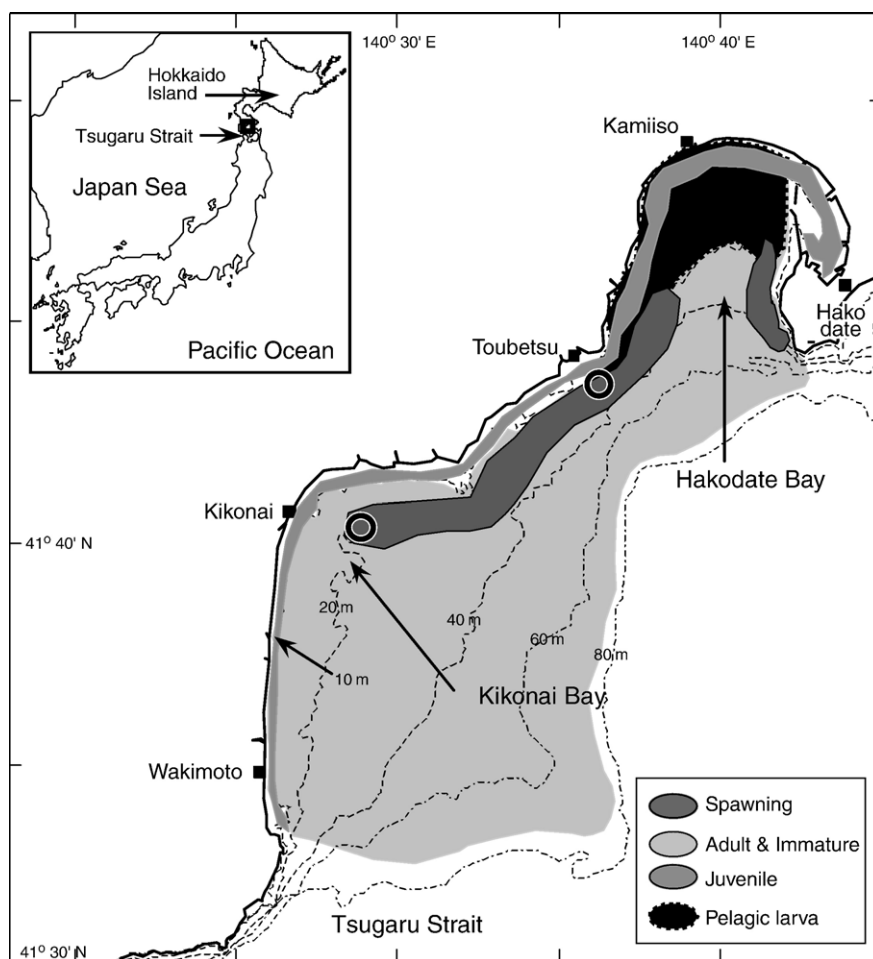 140° 30' E
140° 40' E
Hokkaido
Island
Tsugaru Strait
Japan Sea
Pacific Ocean
Kamiiso
Hako
date
Toubetsu
Hakodate Bay
Kikonai
41° 40' N
20 m
40 m
60 m
80 m
10 m
Kikonai Bay
Wakimoto
Spawning
Adult & Immature
Juvenile
Pelagic larva
Tsugaru Strait
41° 30' N